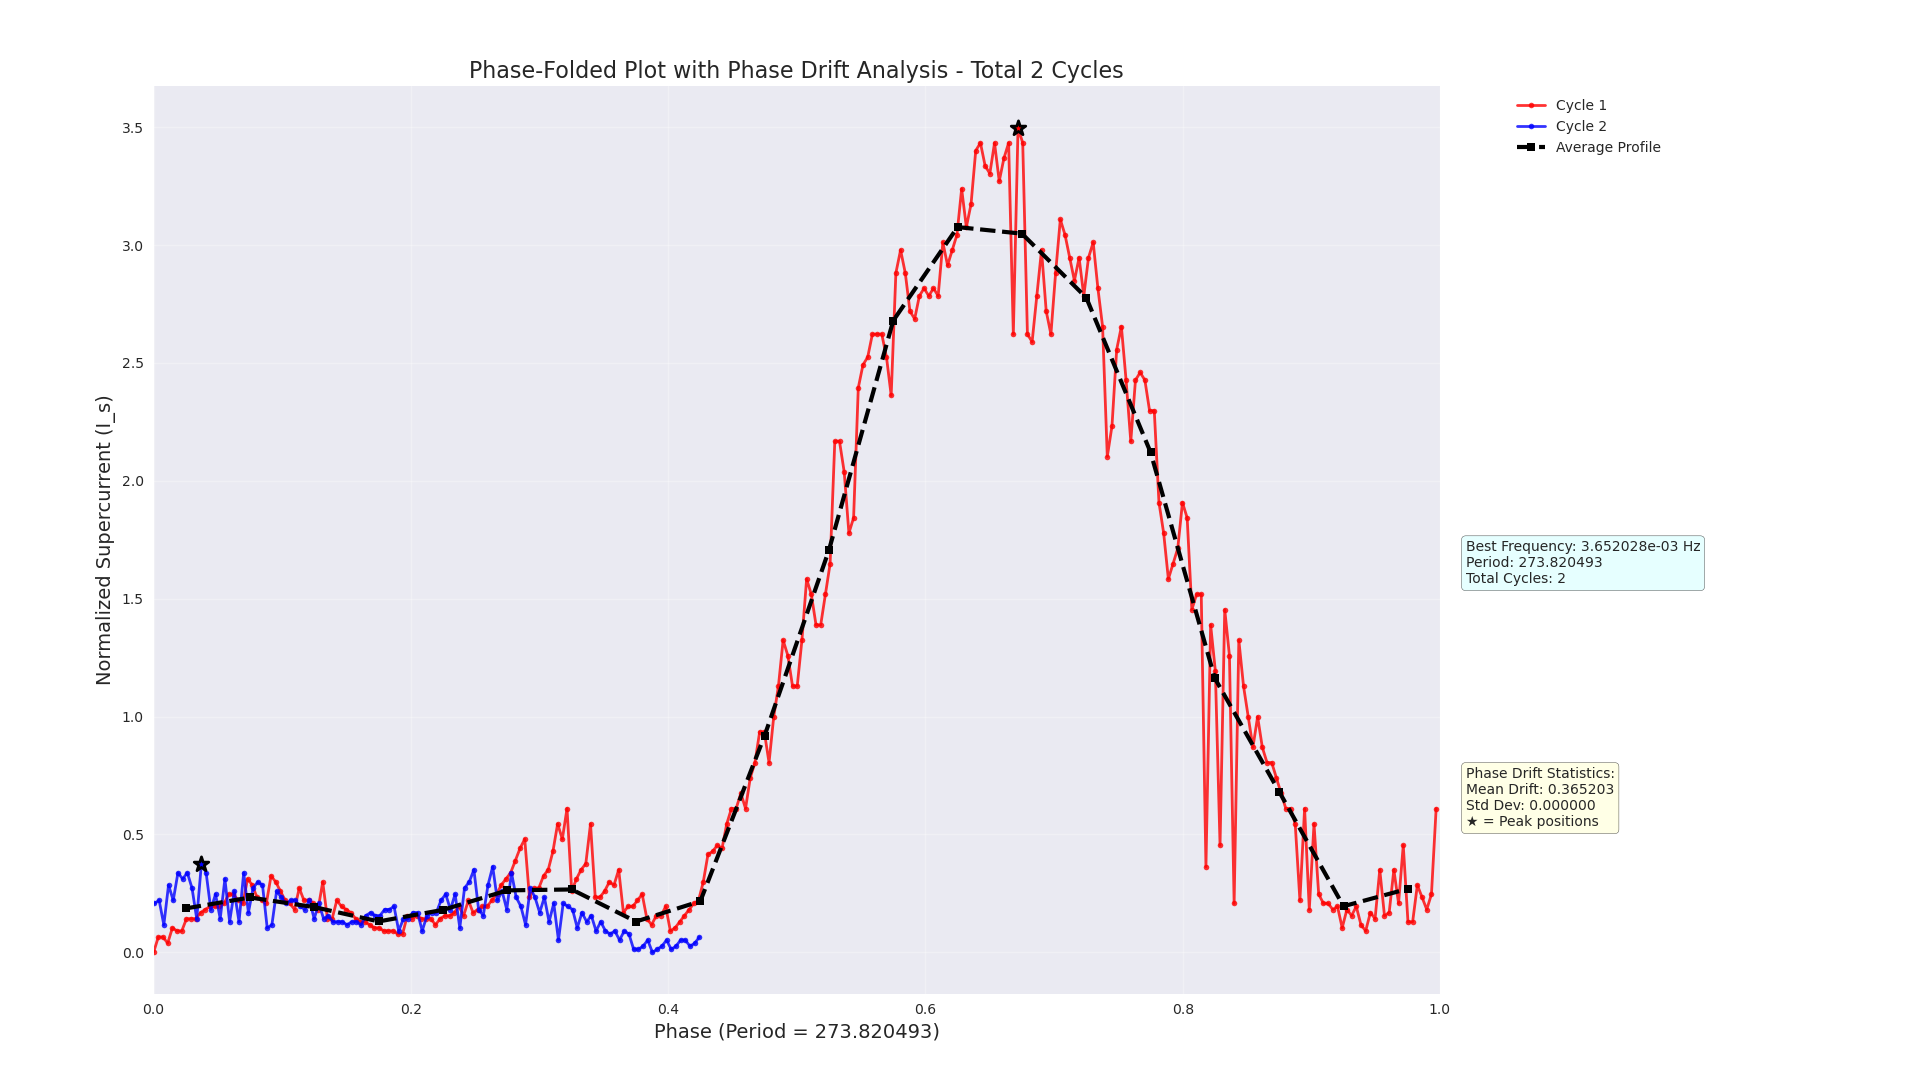 Phase-Folded Plot with Phase Drift Analysis - Total 2 Cycles
Cycle 1
Cycle 2
Average Profile
Normalized Supercurrent (I_s)
3.5
3.0
2.5
2.0
1.5
1.0
0.5
0.0
0.0
0.2
0.4
0.6
0.8
1.0
Phase (Period = 273.820493)
Best Frequency: 3.652028e-03 Hz
Period: 273.820493
Total Cycles: 2
Phase Drift Statistics:
Mean Drift: 0.365203
Std Dev: 0.000000
★ = Peak positions